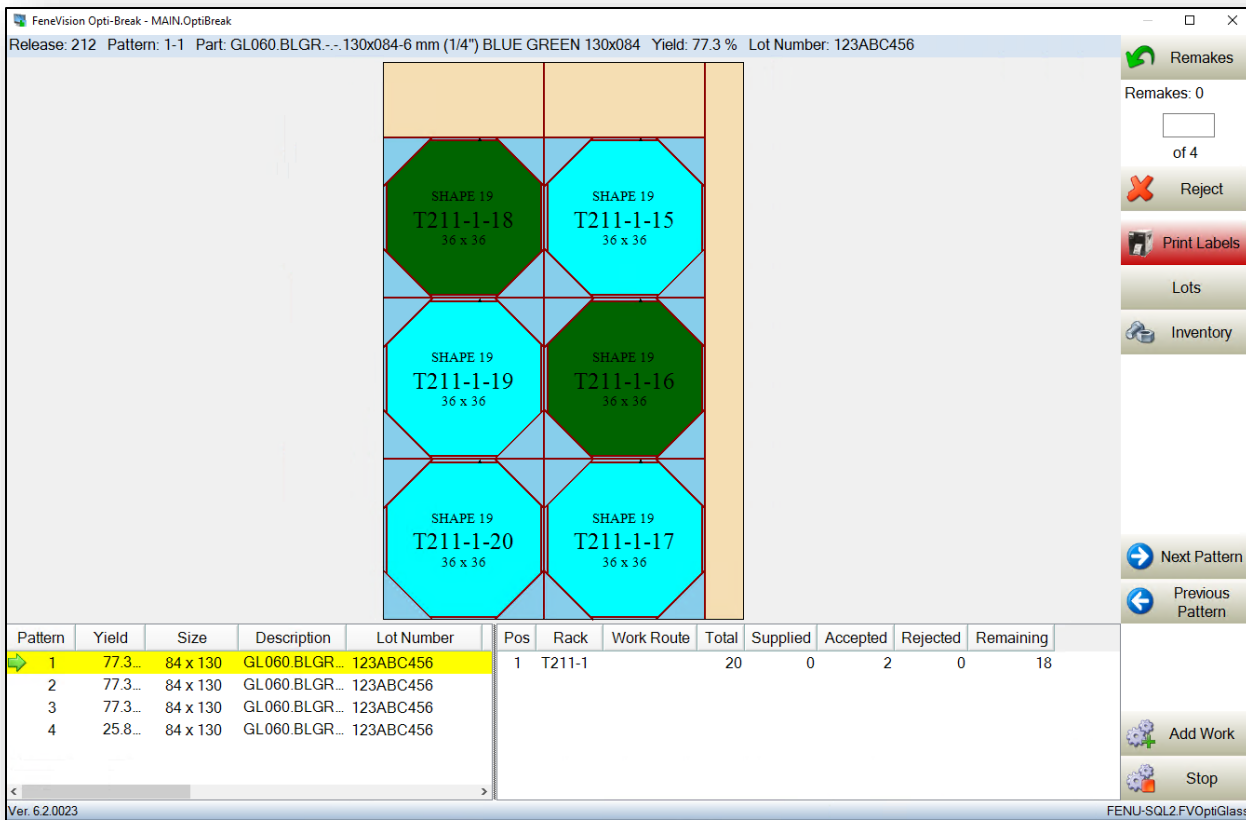 FeneVision Opti-Break - MAIN.OptiBreak
Release: 212 Pattern: 1-1 Part: GL060.BLGR.-.-.130x084-6 mm (1/4") BLUE GREEN 130x084 Yield: 77.3 % Lot Number: 123ABC456
Remakes
Remakes: 0
of 4
Reject
Print Labels
Lots
Inventory
Next Pattern
Previous
Pattern
Add Work
Stop
SHAPE 19
T211-1-18
36 x 36
SHAPE 19
T211-1-15
36 x 36
SHAPE 19
T211-1-19
36 x 36
SHAPE 19
T211-1-16
36 x 36
SHAPE 19
T211-1-20
36 x 36
SHAPE 19
T211-1-17
36 x 36
Pattern Yield Size Description Lot Number
1 77.3... 84 x 130 GL060.BLGR... 123ABC456
2 77.3... 84 x 130 GL060.BLGR... 123ABC456
3 77.3... 84 x 130 GL060.BLGR... 123ABC456
4 25.8... 84 x 130 GL060.BLGR... 123ABC456
Pos Rack Work Route Total Supplied Accepted Rejected Remaining
1 T211-1 20 0 2 0 18
Ver. 6.2.0023
FENU-SQL2.FVOptiGlass